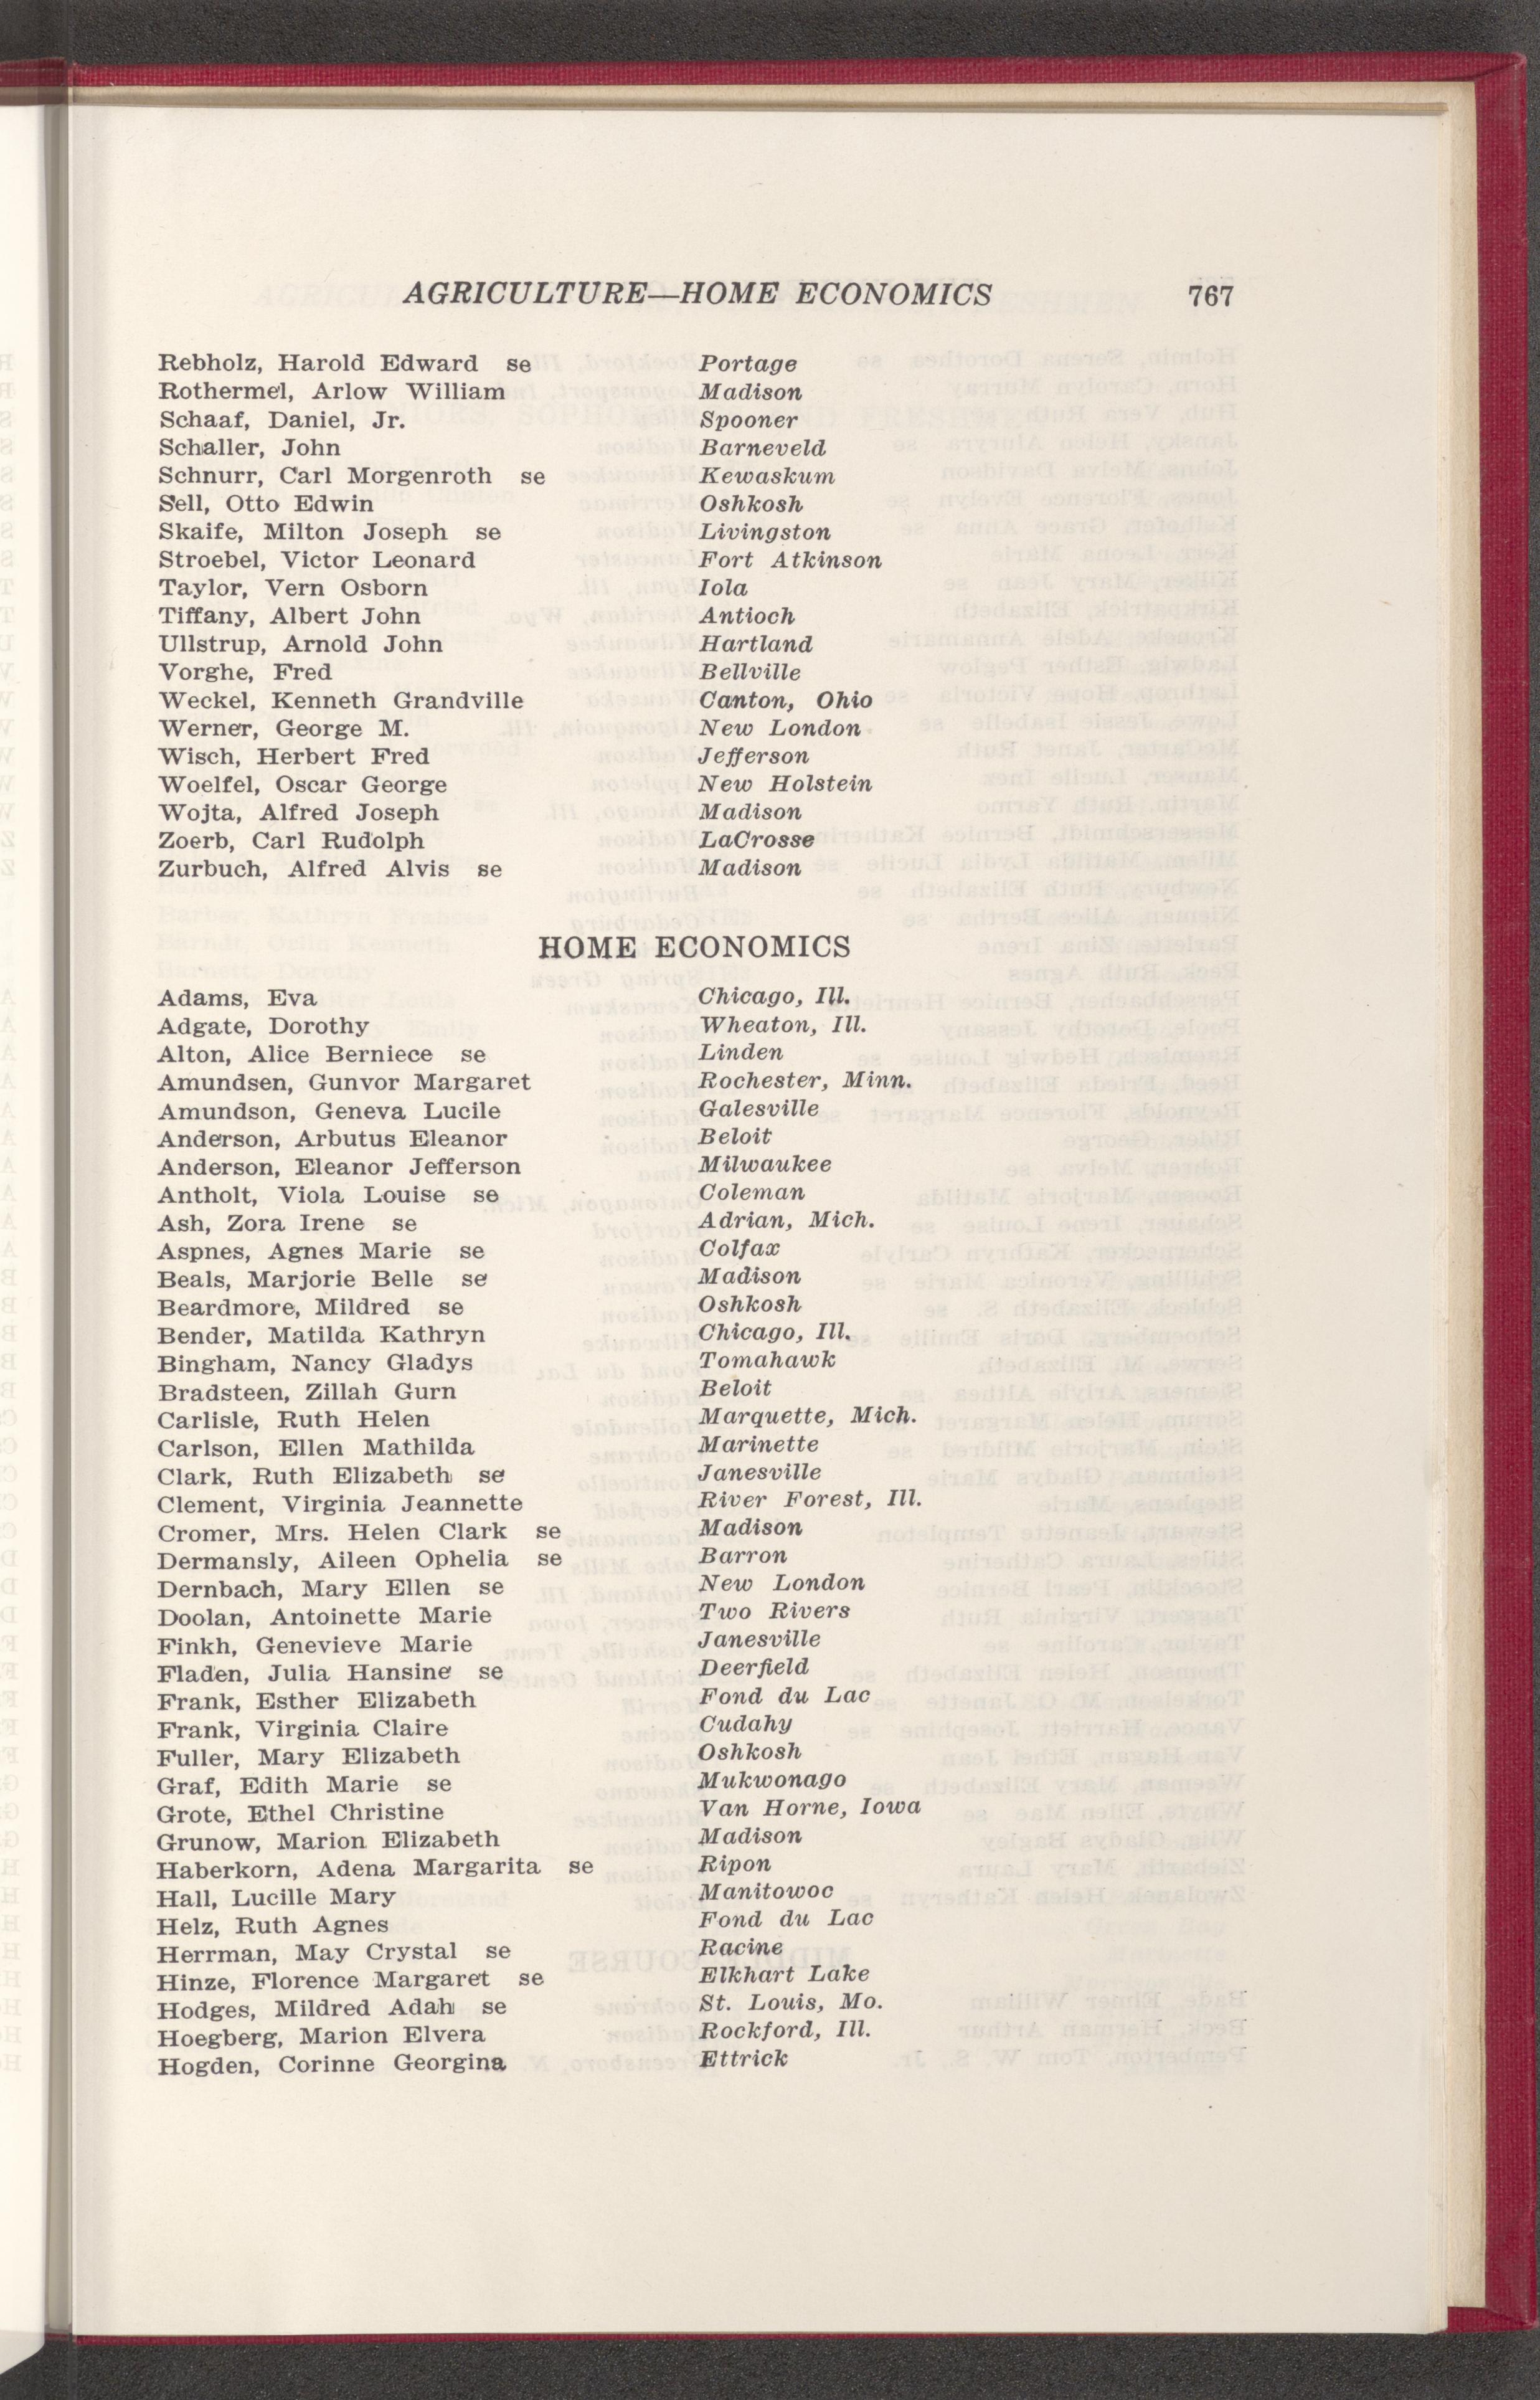 AGRICULTURE—HOME ECONOMICS 767
Rebholz, Harold Edward se Portage
Rothermel, Arlow William Madison
Schaaf, Daniel, Jr. Spooner
Schaller, John Barneveld
Schnurr, Carl Morgenroth se Kewaskum
Sell, Otto Edwin Oshkosh
Skaife, Milton Joseph se Livingston
Stroebel, Victor Leonard Fort Atkinson
Taylor, Vern Osborn Iola
Tiffany, Albert John Antioch
Ullstrup, Arnold John Hartland
Vorghe, Fred Bellville
Weckel, Kenneth Grandville Canton, Ohio
Werner, George M. New London
Wisch, Herbert Fred Jefferson
Woelfel, Oscar George New Holstein
Wojta, Alfred Joseph Madison
Zoerb, Carl Rudolph LaCrosse
Zurbuch, Alfred Alvis se Madison
HOME ECONOMICS
Adams, Eva Chicago, Ill.
Adgate, Dorothy Wheaton, Ill.
Alton, Alice Berniece se Linden
Amundsen, Gunvor Margaret Rochester, Minn.
Amundson, Geneva Lucile Galesville
Anderson, Arbutus Eleanor Beloit
Anderson, Eleanor Jefferson Milwaukee
Antholt, Viola Louise se Coleman
Ash, Zora Irene se Adrian, Mich.
Aspnes, Agnes Marie se Colfax
Beals, Marjorie Belle se Madison
Beardmore, Mildred se Oshkosh
Bender, Matilda Kathryn Chicago, Ill.
Bingham, Nancy Gladys Tomahawk
Bradsteen, Zillah Gurn Beloit
Carlisle, Ruth Helen Marquette, Mich.
Carlson, Ellen Mathilda Marinette
Clark, Ruth Elizabeth se Janesville
Clement, Virginia Jeannette River Forest, Ill.
Cromer, Mrs. Helen Clark se Madison
Dermansly, Aileen Ophelia se Barron
Dernbach, Mary Ellen se New London
Doolan, Antoinette Marie Two Rivers
Finkh, Genevieve Marie Janesville
Fladen, Julia Hansine se Deerfield
Frank, Esther Elizabeth Fond du Lac
Frank, Virginia Claire Cudahy
Fuller, Mary Elizabeth Oshkosh
Graf, Edith Marie se Mukwonago
Grote, Ethel Christine Van Horne, Iowa
Grunow, Marion Elizabeth Madison
Haberkorn, Adena Margarita se Ripon
Hall, Lucille Mary Manitowoc
Helz, Ruth Agnes Fond du Lac
Herrman, May Crystal se Racine
Hinze, Florence Margaret se Elkhart Lake
Hodges, Mildred Adah se St. Louis, Mo.
Hoegberg, Marion Elvera Rockford, Ill.
Hogden, Corinne Georgina Ettrick